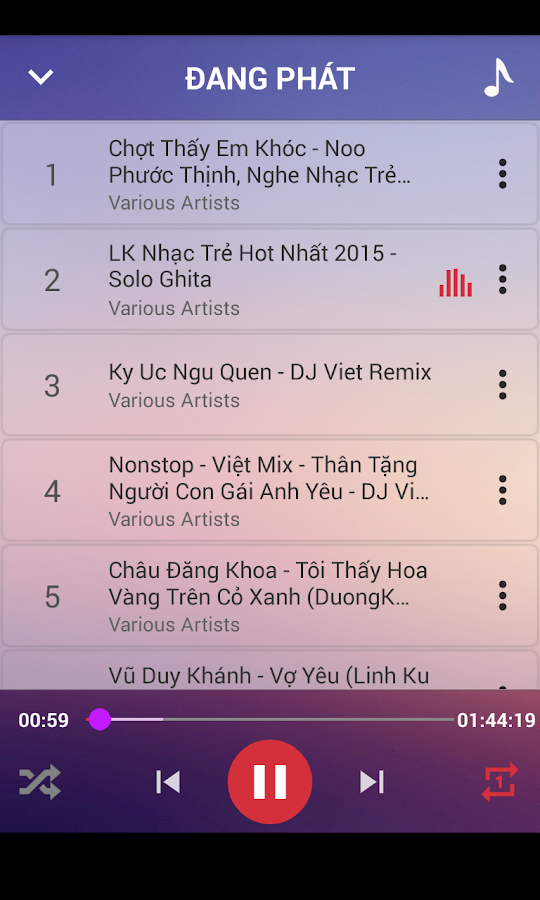 ĐANG PHÁT
1
Chợt Thấy Em Khóc - Noo
Phước Thịnh, Nghe Nhạc Trẻ...
Various Artists
2
LK Nhạc Trẻ Hot Nhất 2015 -
Solo Ghita
Various Artists
3
Ky Uc Ngu Quen - DJ Viet Remix
Various Artists
4
Nonstop - Việt Mix - Thân Tặng
Người Con Gái Anh Yêu - DJ Vi...
Various Artists
5
Châu Đăng Khoa - Tôi Thấy Hoa
Vàng Trên Cỏ Xanh (DuongK...
Various Artists
Vũ Duy Khánh - Vợ Yêu (Linh Ku
00:59
01:44:19
1